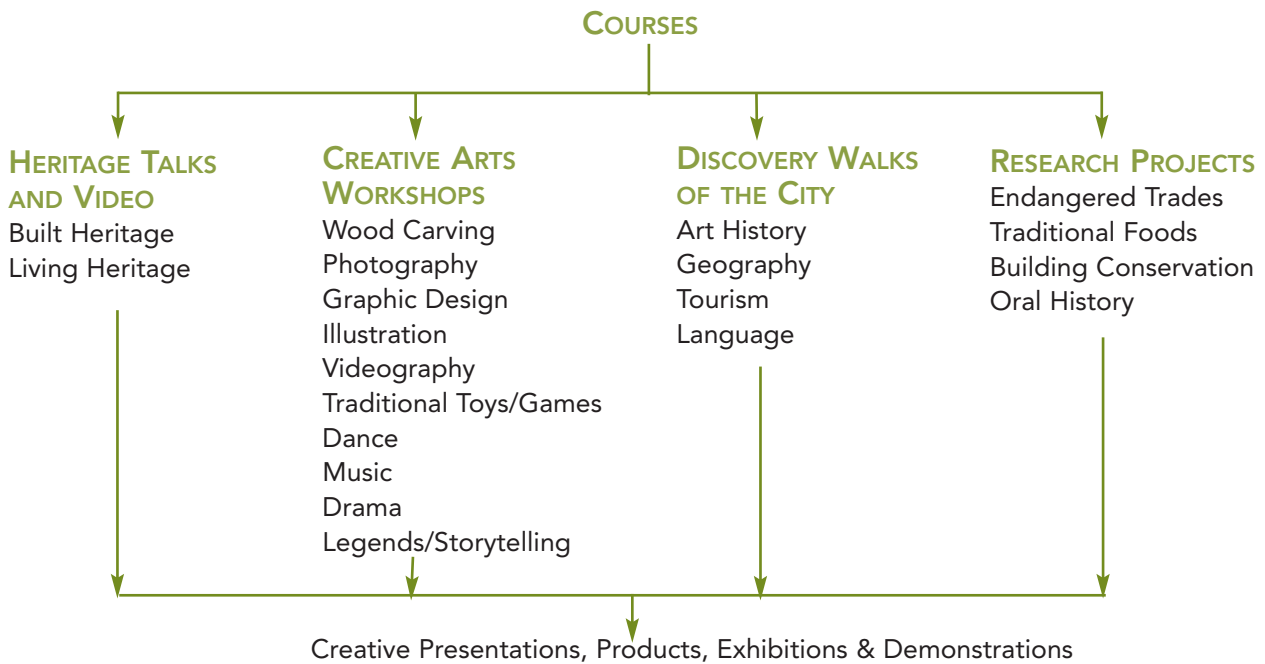 COURSES
HERITAGE TALKS
AND VIDEO
Built Heritage
Living Heritage
CREATIVE ARTS
WORKSHOPS
Wood Carving
Photography
Graphic Design
Illustration
Videography
Traditional Toys/Games
Dance
Music
Drama
Legends/Storytelling
DISCOVERY WALKS
OF THE CITY
Art History
Geography
Tourism
Language
RESEARCH PROJECTS
Endangered Trades
Traditional Foods
Building Conservation
Oral History
Creative Presentations, Products, Exhibitions & Demonstrations